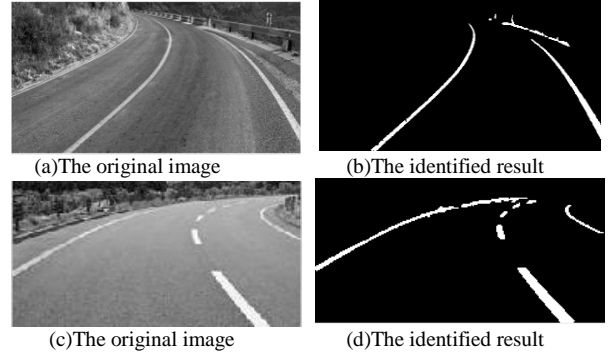 (a)The original image
(b)The identified result
(c)The original image
(d)The identified result